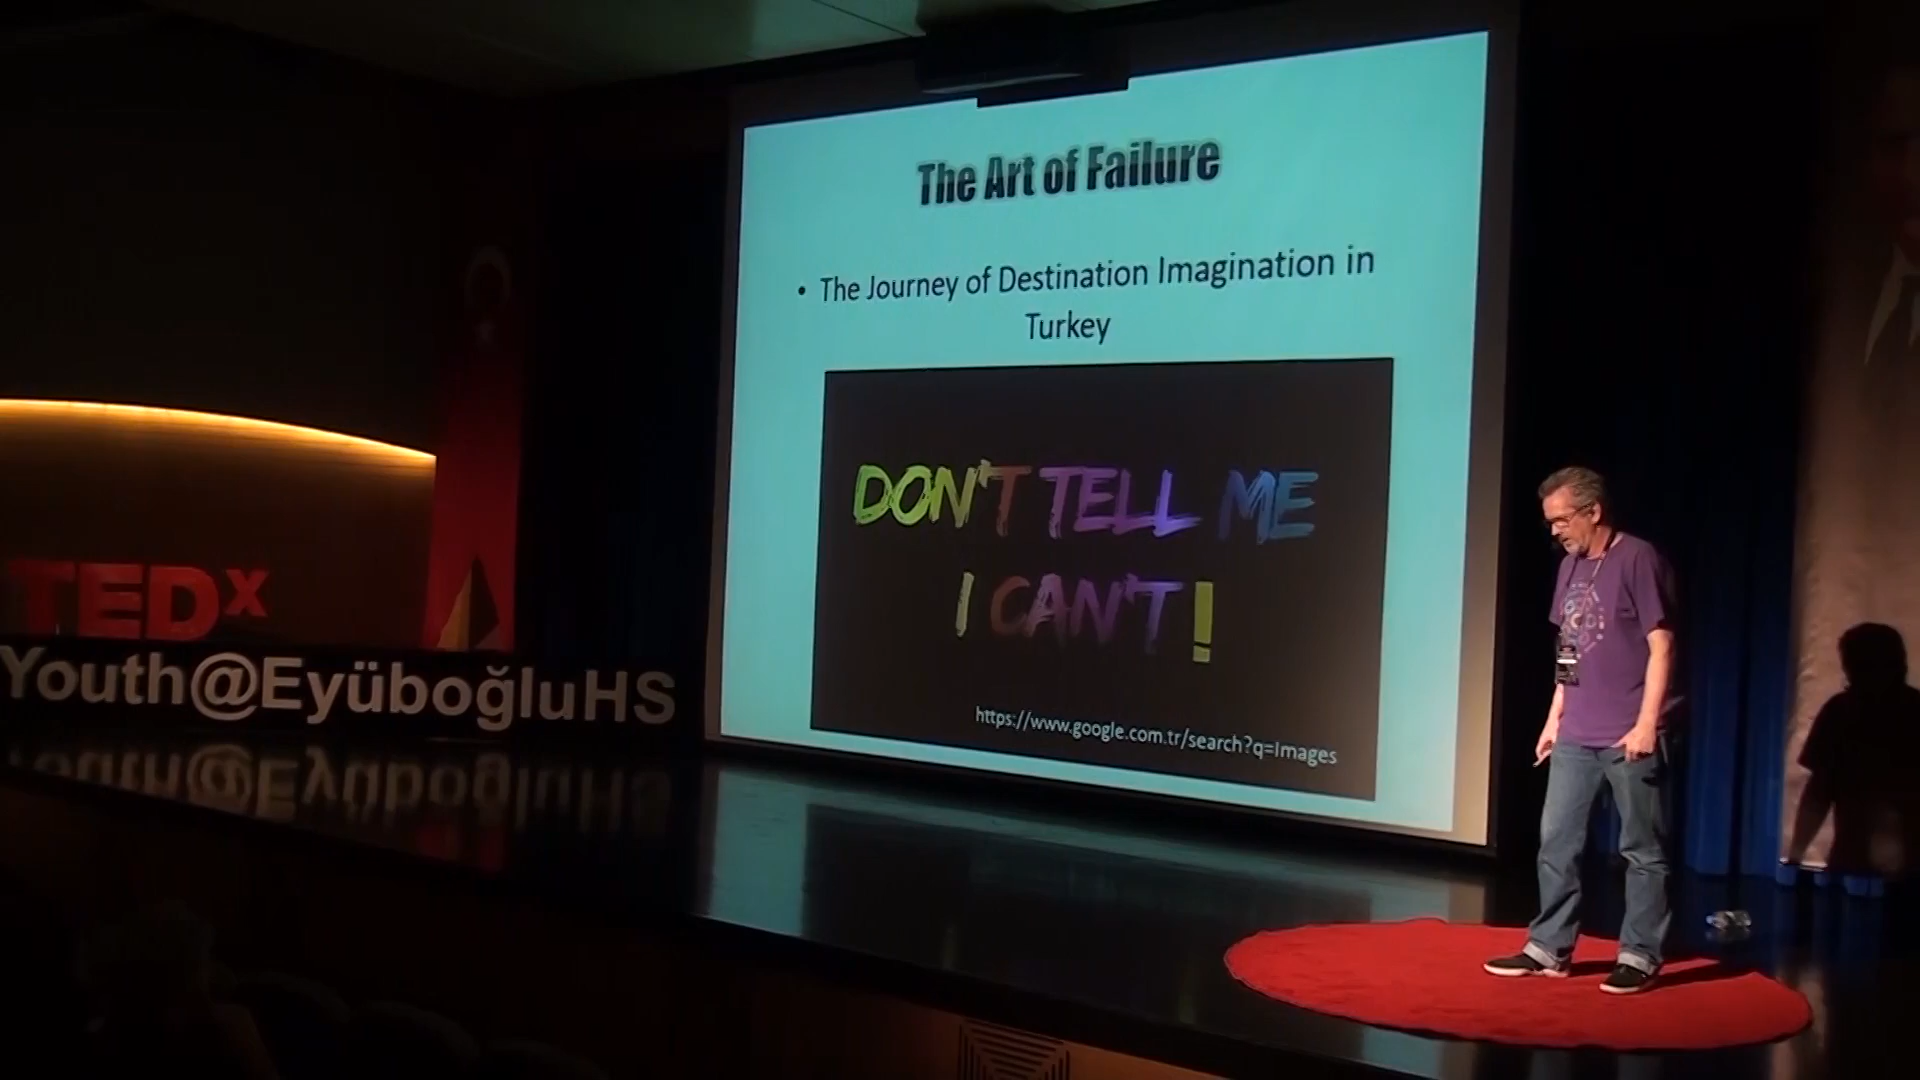 The Art of Failure
• The Journey of Destination Imagination in
Turkey
DON'T TELL ME
I CAN'T!
https://www.google.com.tr/search?q=Images
TEDx
Youth@EyüboğluHS